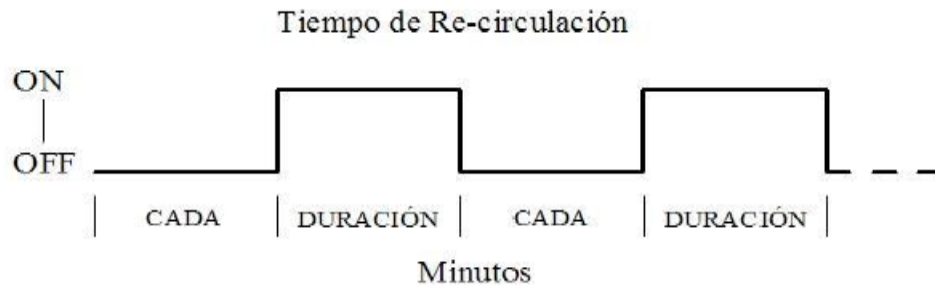 Tiempo de Re-circulación
ON
OFF
CADA DURACIÓN CADA DURACIÓN
Minutos